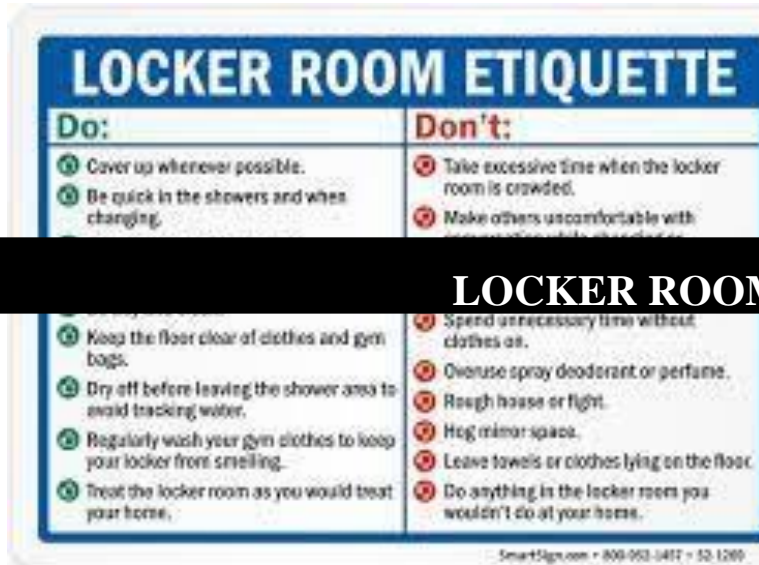 LOCKER ROOM ETIQUETTE
Do:
Cover up whenever possible.
Be quick in the showers and when
changing.
Keep the floor clear of clothes and gym
bags.
Dry off before leaving the shower area to
avoid tracking water.
Regularly wash your gym clothes to keep
your locker from smelling.
Treat the locker room as you would treat
your home.
Don't:
Take excessive time when the locker
room is crowded.
Make others uncomfortable with
LOCKER ROOM
Spend unnecessary time without
clothes on.
Overuse spray deodorant or perfume.
Rough house or fight.
Hog mirror space.
Leave towels or clothes lying on the floor.
Do anything in the locker room you
wouldn't do at your home.
SmartSign.com